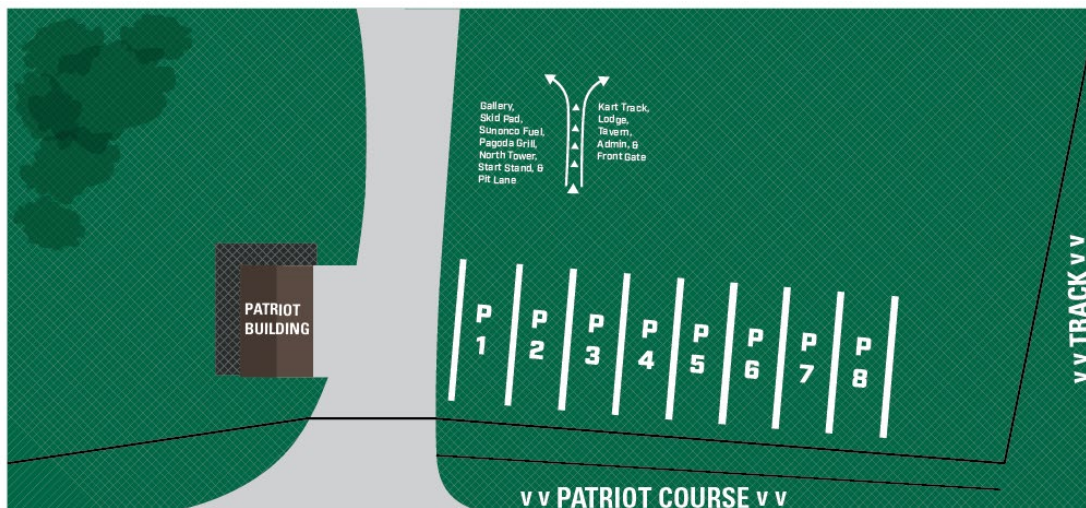 Gallery,
Skid Pad,
Sunonco Fuel,
Pagoda Grill,
North Tower,
Start Stand, &
Pit Lane
Kart Track,
Lodge,
Tavern,
Admin, &
Front Gate
PATRIOT
BUILDING
P
1
P
2
P
3
P
4
P
5
P
6
P
7
P
8
v v TRACK v v
v v PATRIOT COURSE v v